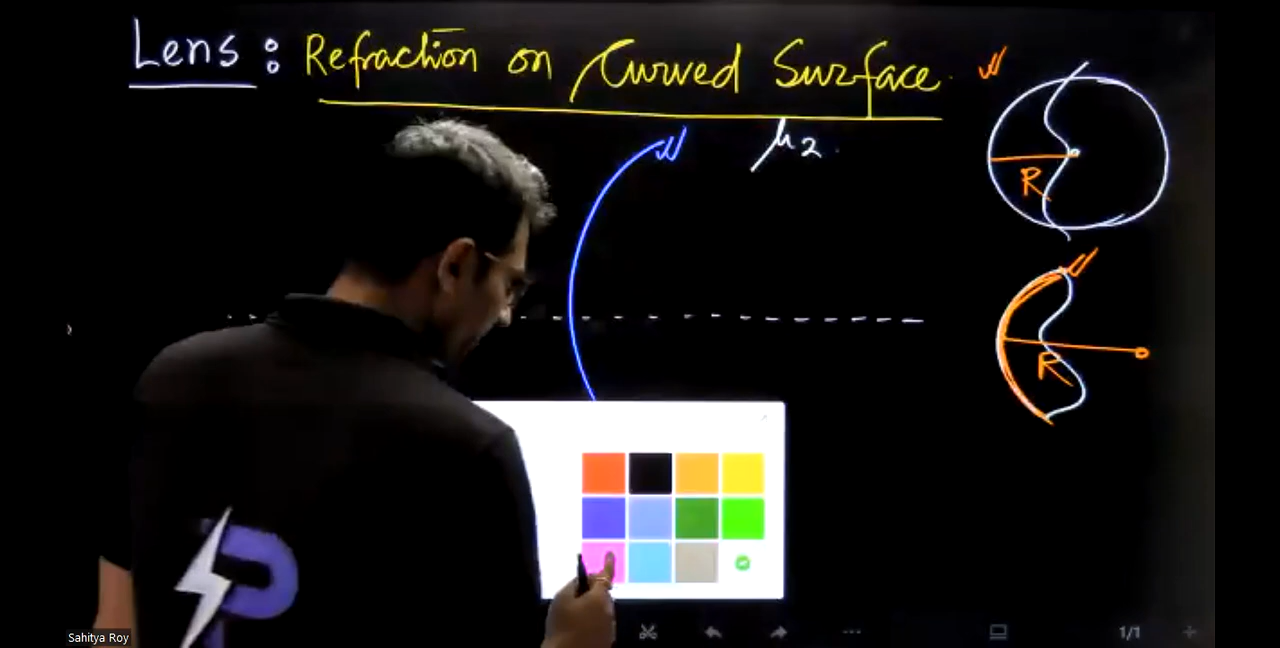 Lens : Refraction on Curved Surface
μ2
R
R
P
Sahitya Roy
1/1